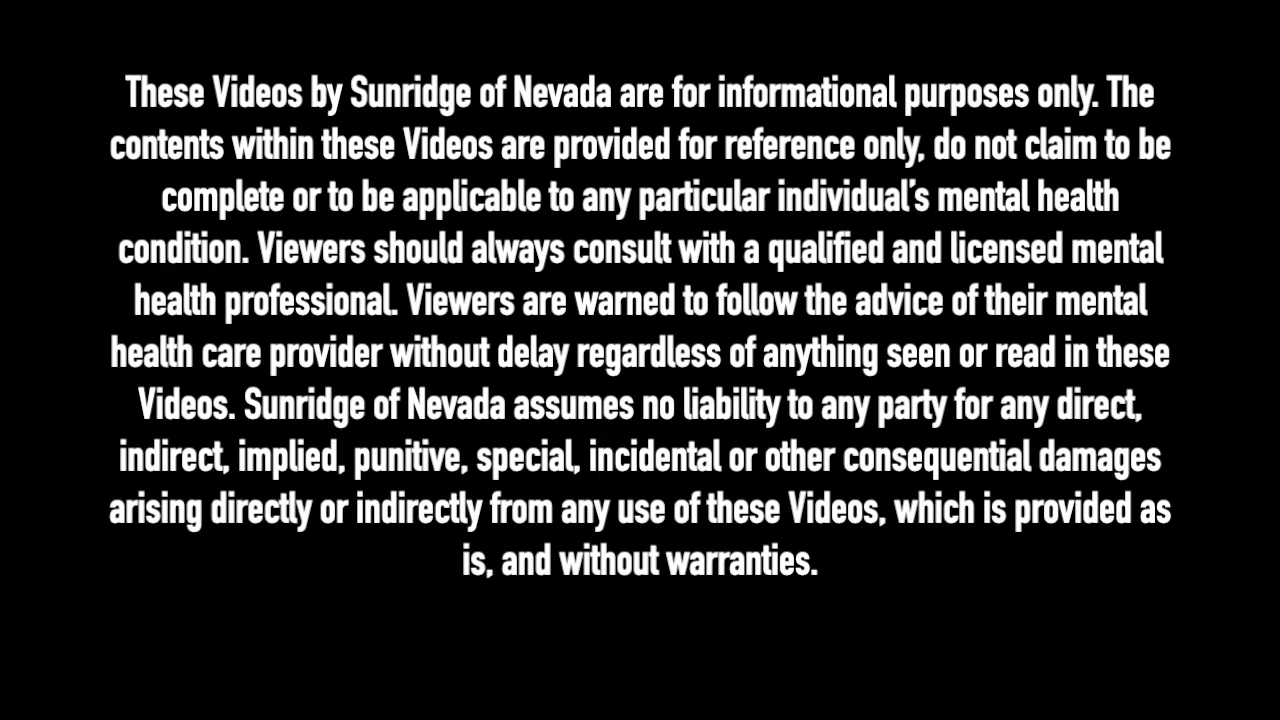 These Videos by Sunridge of Nevada are for informational purposes only. The
contents within these Videos are provided for reference only, do not claim to be
complete or to be applicable to any particular individual's mental health
condition. Viewers should always consult with a qualified and licensed mental
health professional. Viewers are warned to follow the advice of their mental
health care provider without delay regardless of anything seen or read in these
Videos. Sunridge of Nevada assumes no liability to any party for any direct,
indirect, implied, punitive, special, incidental or other consequential damages
arising directly or indirectly from any use of these Videos, which is provided as
is, and without warranties.